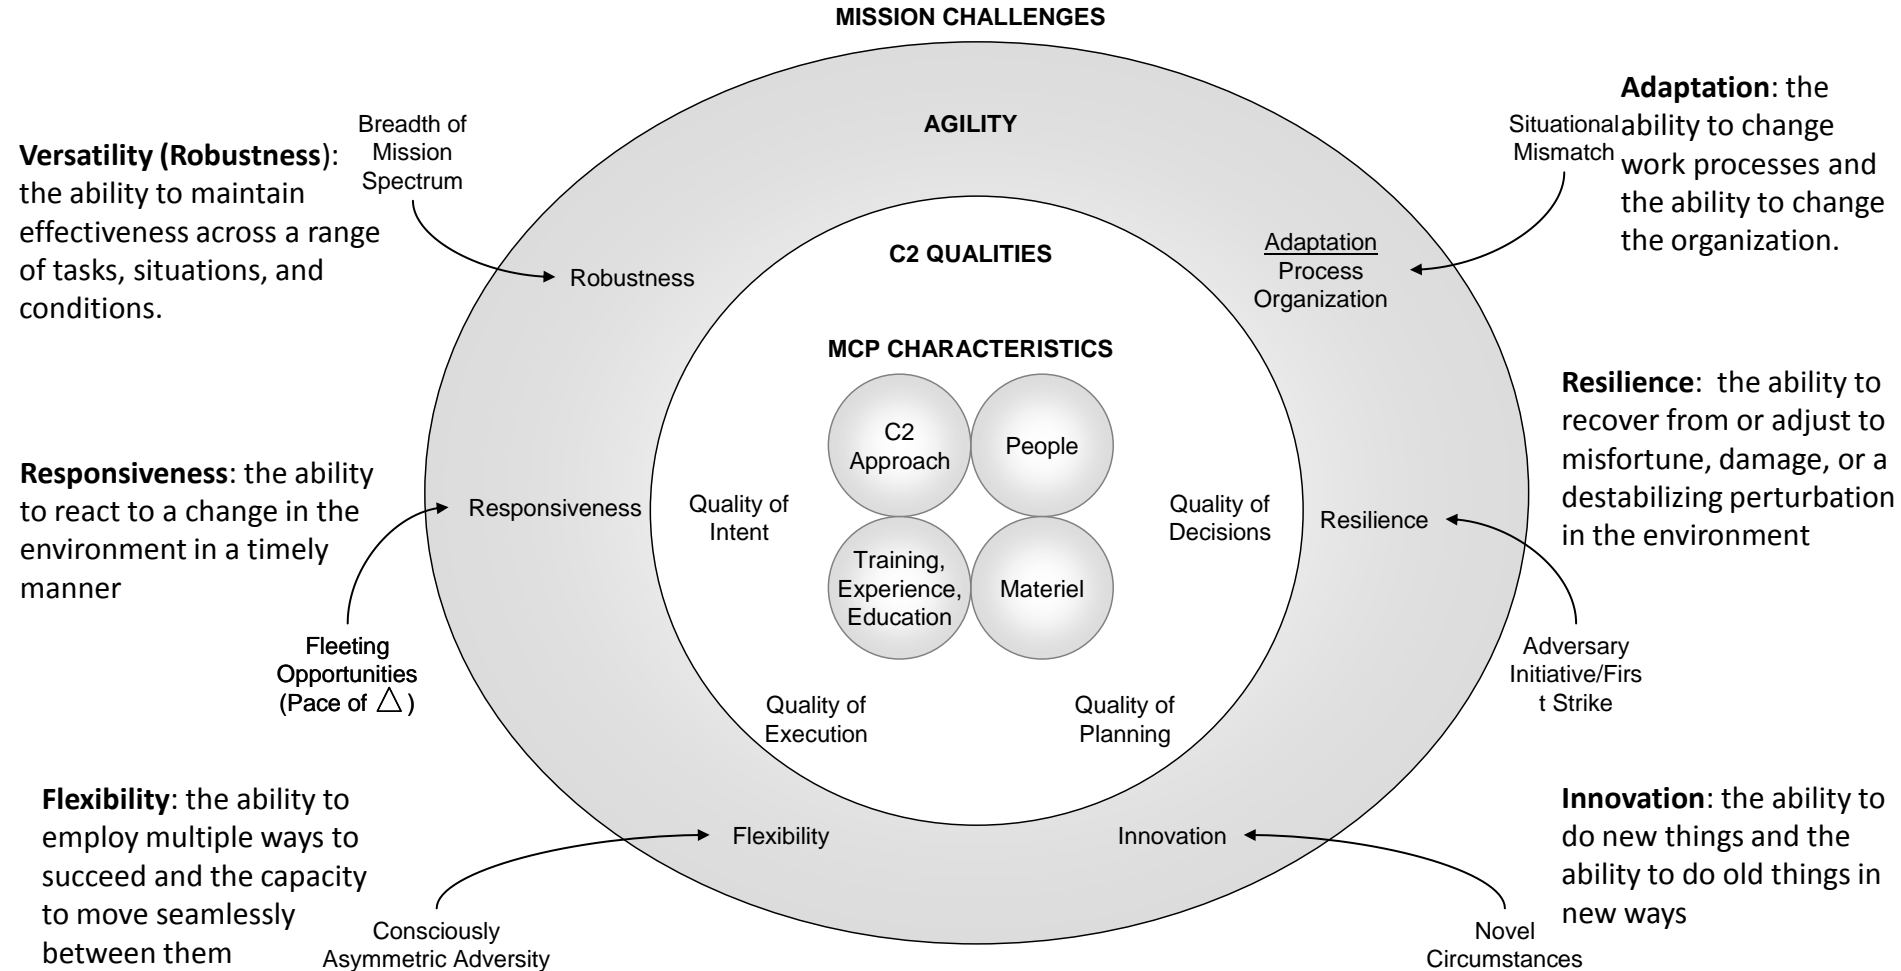 MISSION CHALLENGES
AGILITY
C2 QUALITIES
MCP CHARACTERISTICS
Versatility (Robustness):
the ability to maintain
effectiveness across a range
of tasks, situations, and
conditions.
Breadth of
Mission
Spectrum
Robustness
Situational
Mismatch
Adaptation: the
ability to change
work processes and
the ability to change
the organization.
Adaptation
Process
Organization
C2
Approach
People
Training,
Experience,
Education
Materiel
Quality of
Intent
Quality of
Decisions
Quality of
Execution
Quality of
Planning
Responsiveness: the ability
to react to a change in the
environment in a timely
manner
Responsiveness
Fleeting
Opportunities
(Pace of △)
Resilience:  the ability to
recover from or adjust to
misfortune, damage, or a
destabilizing perturbation
in the environment
Resilience
Adversary
Initiative/Firs
t Strike
Flexibility: the ability to
employ multiple ways to
succeed and the capacity
to move seamlessly
between them
Flexibility
Consciously
Asymmetric Adversity
Innovation
Innovation: the ability to
do new things and the
ability to do old things in
new ways
Novel
Circumstances